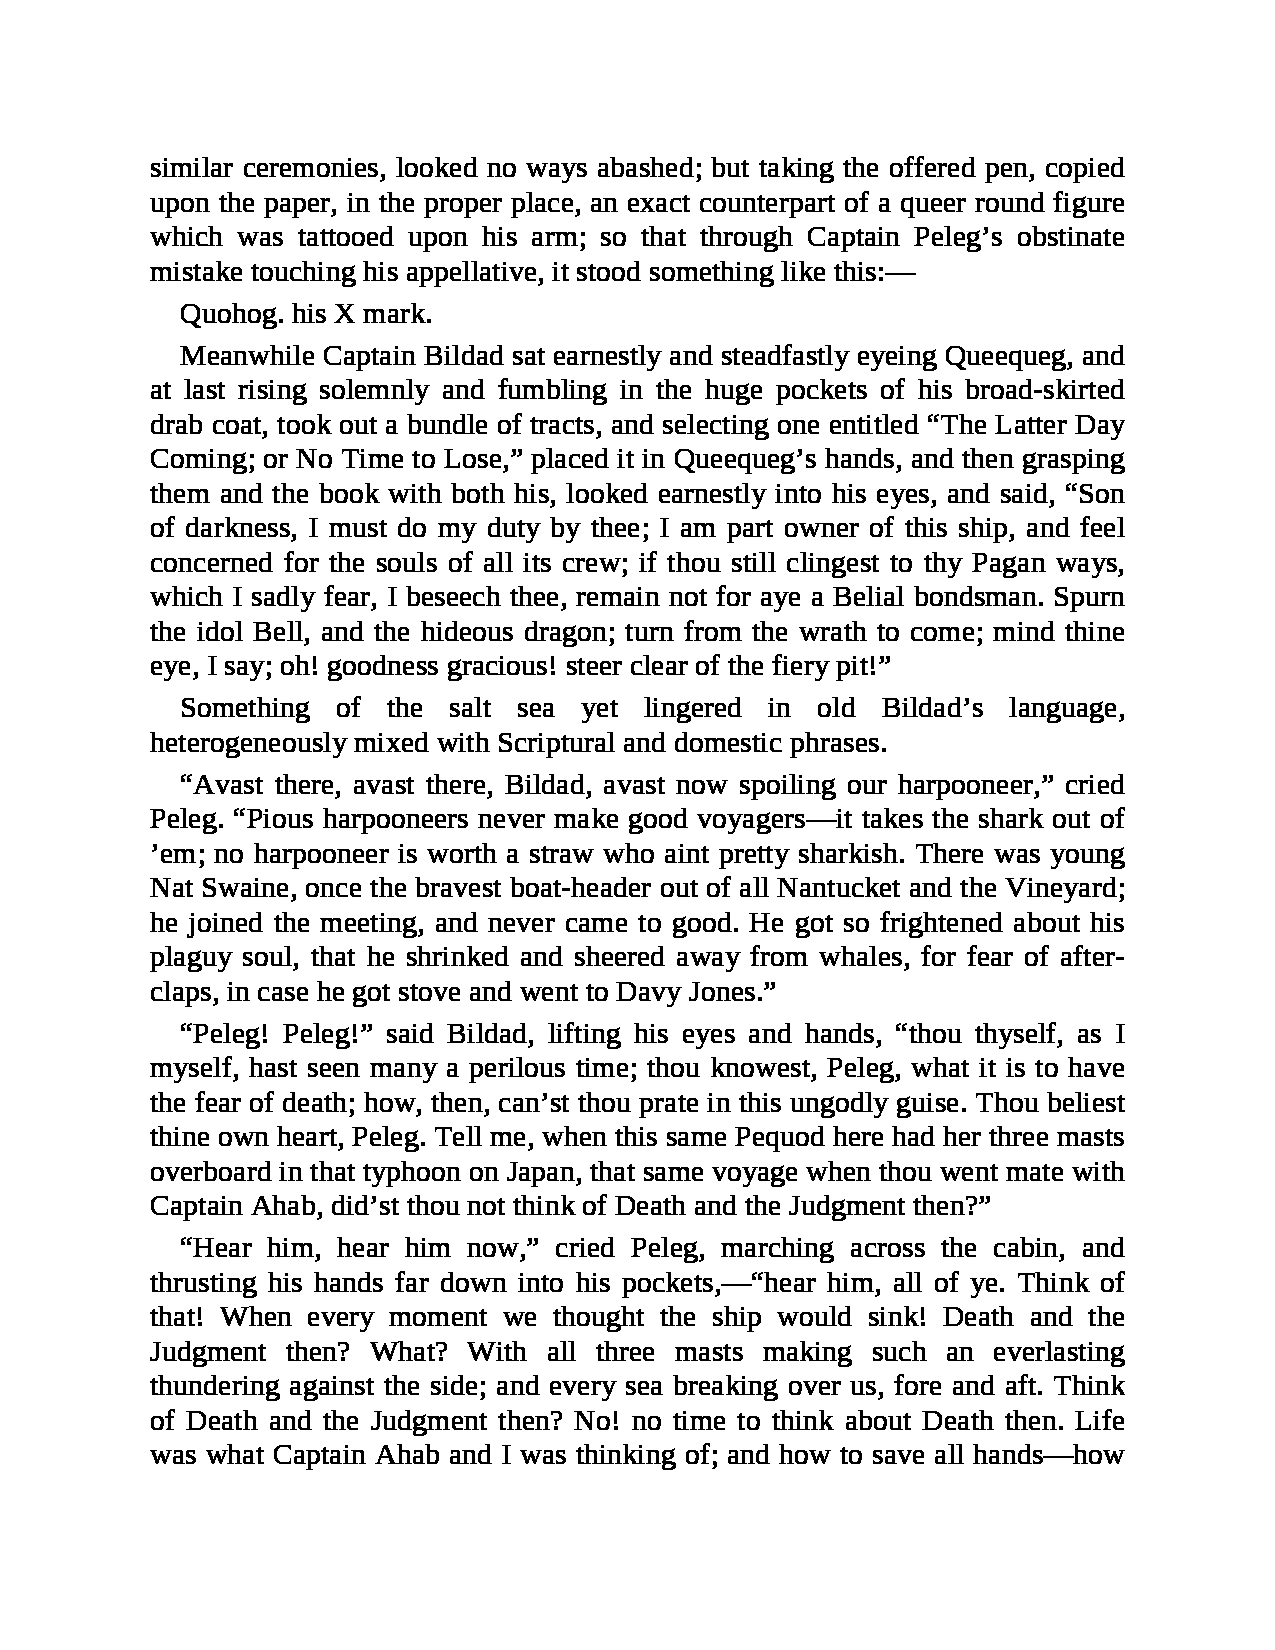 similar ceremonies, looked no ways abashed; but taking the offered pen, copied
upon the paper, in the proper place, an exact counterpart of a queer round figure
which was tattooed upon his arm; so that through Captain Peleg’s obstinate
mistake touching his appellative, it stood something like this:—
Quohog. his X mark.
Meanwhile Captain Bildad sat earnestly and steadfastly eyeing Queequeg, and
at last rising solemnly and fumbling in the huge pockets of his broad-skirted
drab coat, took out a bundle of tracts, and selecting one entitled “The Latter Day
Coming; or No Time to Lose,” placed it in Queequeg’s hands, and then grasping
them and the book with both his, looked earnestly into his eyes, and said, “Son
of darkness, I must do my duty by thee; I am part owner of this ship, and feel
concerned for the souls of all its crew; if thou still clingest to thy Pagan ways,
which I sadly fear, I beseech thee, remain not for aye a Belial bondsman. Spurn
the idol Bell, and the hideous dragon; turn from the wrath to come; mind thine
eye, I say; oh! goodness gracious! steer clear of the fiery pit!”
Something of the salt sea yet lingered in old Bildad’s language,
heterogeneously mixed with Scriptural and domestic phrases.
“Avast there, avast there, Bildad, avast now spoiling our harpooneer,” cried
Peleg. “Pious harpooneers never make good voyagers—it takes the shark out of
’em; no harpooneer is worth a straw who aint pretty sharkish. There was young
Nat Swaine, once the bravest boat-header out of all Nantucket and the Vineyard;
he joined the meeting, and never came to good. He got so frightened about his
plaguy soul, that he shrinked and sheered away from whales, for fear of after-
claps, in case he got stove and went to Davy Jones.”
“Peleg! Peleg!” said Bildad, lifting his eyes and hands, “thou thyself, as I
myself, hast seen many a perilous time; thou knowest, Peleg, what it is to have
the fear of death; how, then, can’st thou prate in this ungodly guise. Thou beliest
thine own heart, Peleg. Tell me, when this same Pequod here had her three masts
overboard in that typhoon on Japan, that same voyage when thou went mate with
Captain Ahab, did’st thou not think of Death and the Judgment then?”
“Hear him, hear him now,” cried Peleg, marching across the cabin, and
thrusting his hands far down into his pockets,—“hear him, all of ye. Think of
that! When every moment we thought the ship would sink! Death and the
Judgment then? What? With all three masts making such an everlasting
thundering against the side; and every sea breaking over us, fore and aft. Think
of Death and the Judgment then? No! no time to think about Death then. Life
was what Captain Ahab and I was thinking of; and how to save all hands—how